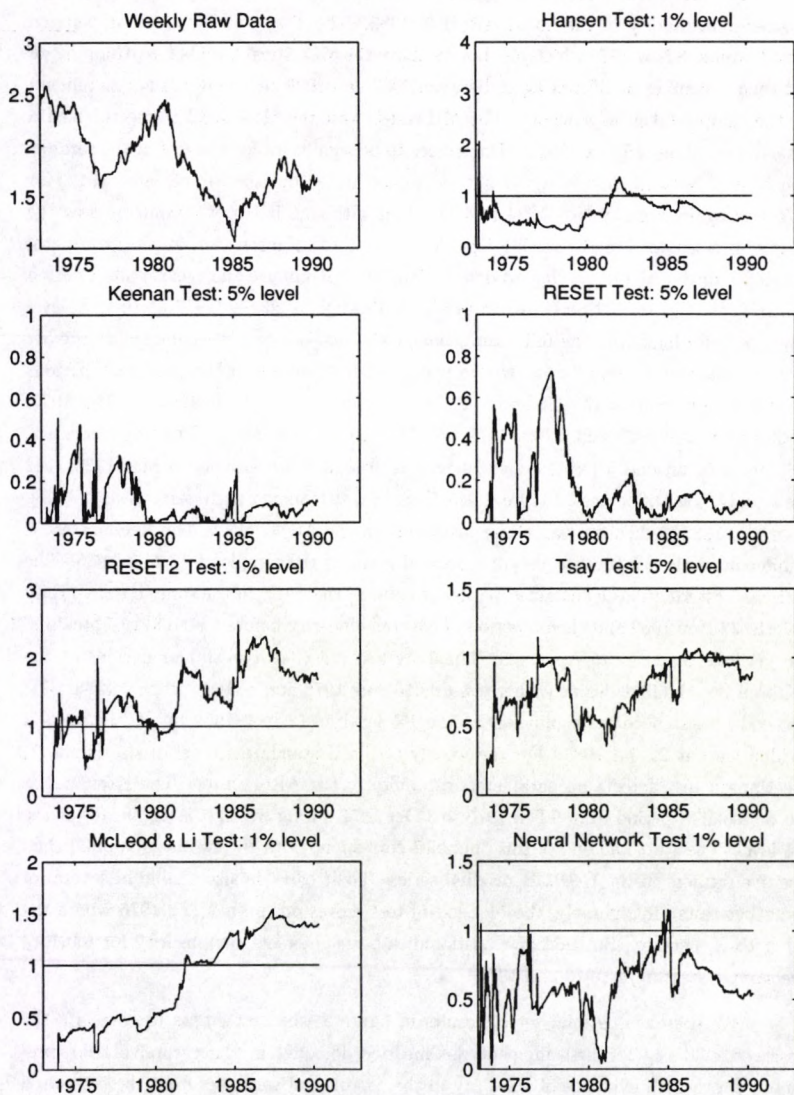 Weekly Raw Data
3
2.5
2
1.5
1
1975 1980 1985 1990
Hansen Test: 1% level
4
3
2
1
0
1975 1980 1985 1990
Keenan Test: 5% level
1
0.8
0.6
0.4
0.2
0
1975 1980 1985 1990
RESET Test: 5% level
1
0.8
0.6
0.4
0.2
0
1975 1980 1985 1990
RESET2 Test: 1% level
3
2
1
0
1975 1980 1985 1990
Tsay Test: 5% level
1.5
1
0.5
0
1975 1980 1985 1990
McLeod & Li Test: 1% level
2
1.5
1
0.5
0
1975 1980 1985 1990
Neural Network Test 1% level
1.5
1
0.5
0
1975 1980 1985 1990